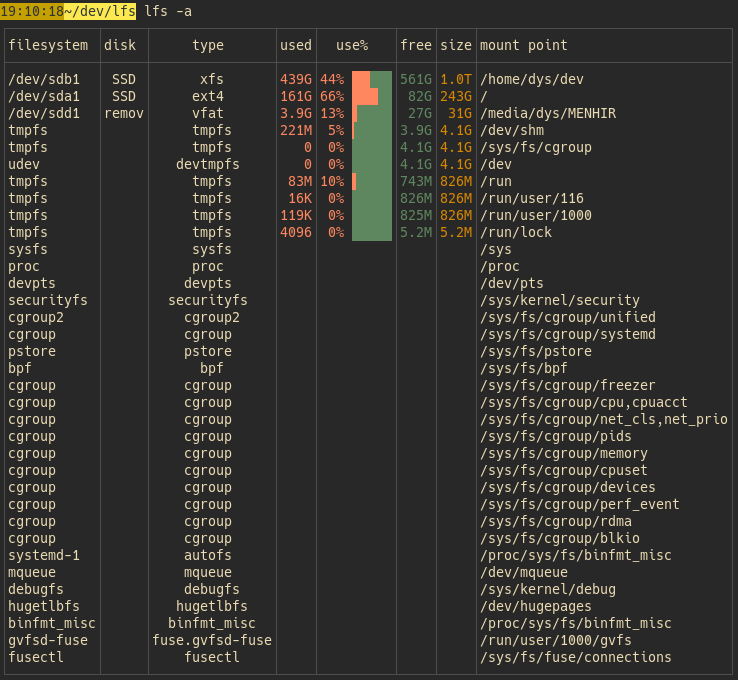 19:10:18~/dev/lfs lfs -a
filesystem disk type used use% free size mount point
/dev/sdb1 SSD xfs 439G 44% 561G 1.0T /home/dys/dev
/dev/sda1 SSD ext4 161G 66% 82G 243G /
/dev/sdd1 remov vfat 3.9G 13% 27G 31G /media/dys/MENHIR
tmpfs tmpfs 221M 5% 3.9G 4.1G /dev/shm
tmpfs tmpfs 0 0% 4.1G 4.1G /sys/fs/cgroup
udev devtmpfs 0 0% 4.1G 4.1G /dev
tmpfs tmpfs 83M 10% 743M 826M /run
tmpfs tmpfs 16K 0% 826M 826M /run/user/116
tmpfs tmpfs 119K 0% 825M 826M /run/user/1000
tmpfs tmpfs 4096 0% 5.2M 5.2M /run/lock
sysfs sysfs /sys
proc proc /proc
devpts devpts /dev/pts
securityfs securityfs /sys/kernel/security
cgroup2 cgroup2 /sys/fs/cgroup/unified
cgroup cgroup /sys/fs/cgroup/systemd
pstore pstore /sys/fs/pstore
bpf bpf /sys/fs/bpf
cgroup cgroup /sys/fs/cgroup/freezer
cgroup cgroup /sys/fs/cgroup/cpu,cpuacct
cgroup cgroup /sys/fs/cgroup/net_cls,net_prio
cgroup cgroup /sys/fs/cgroup/pids
cgroup cgroup /sys/fs/cgroup/memory
cgroup cgroup /sys/fs/cgroup/cpuset
cgroup cgroup /sys/fs/cgroup/devices
cgroup cgroup /sys/fs/cgroup/perf_event
cgroup cgroup /sys/fs/cgroup/rdma
cgroup cgroup /sys/fs/cgroup/blkio
systemd-1 autofs /proc/sys/fs/binfmt_misc
mqueue mqueue /dev/mqueue
debugfs debugfs /sys/kernel/debug
hugetlbfs hugetlbfs /dev/hugepages
binfmt_misc binfmt_misc /proc/sys/fs/binfmt_misc
gvfsd-fuse fuse.gvfsd-fuse /run/user/1000/gvfs
fusectl fusectl /sys/fs/fuse/connections